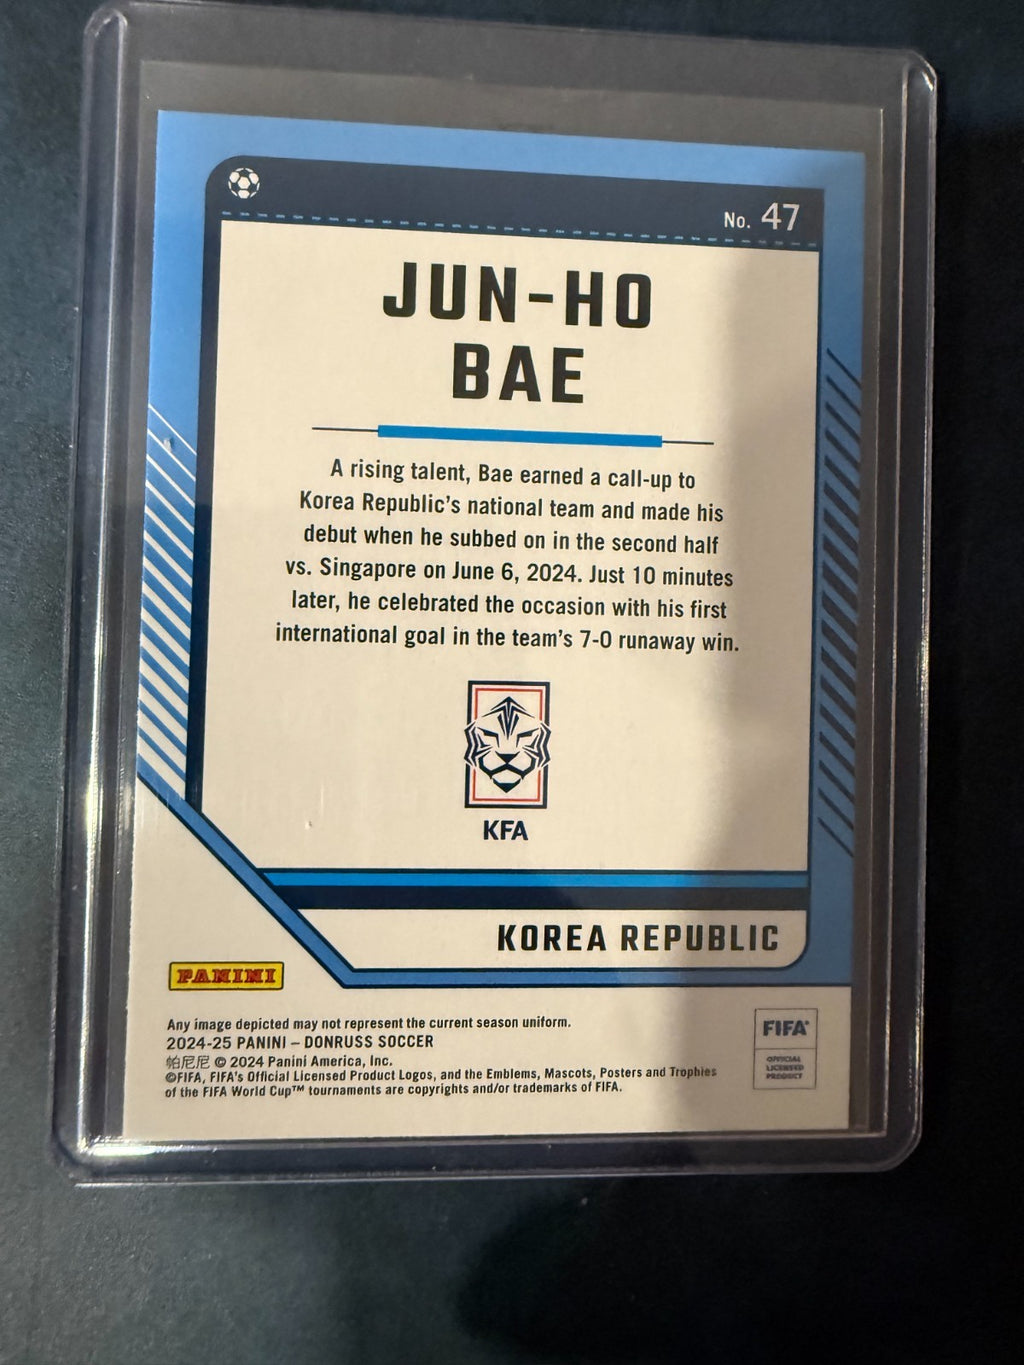 No. 47
JUN-HO
BAE
A rising talent, Bae earned a call-up to
Korea Republic's national team and made his
debut when he subbed on in the second half
vs. Singapore on June 6, 2024. Just 10 minutes
later, he celebrated the occasion with his first
international goal in the team's 7-0 runaway win.
KFA
KOREA REPUBLIC
PANINI
Any image depicted may not represent the current season uniform.
2024-25 PANINI – DONRUSS SOCCER
帕尼尼 © 2024 Panini America, Inc.
©FIFA, FIFA's Official Licensed Product Logos, and the Emblems, Mascots, Posters and Trophies
of the FIFA World Cup™ tournaments are copyrights and/or trademarks of FIFA.
FIFA®
OFFICIAL
LICENSED
PRODUCT